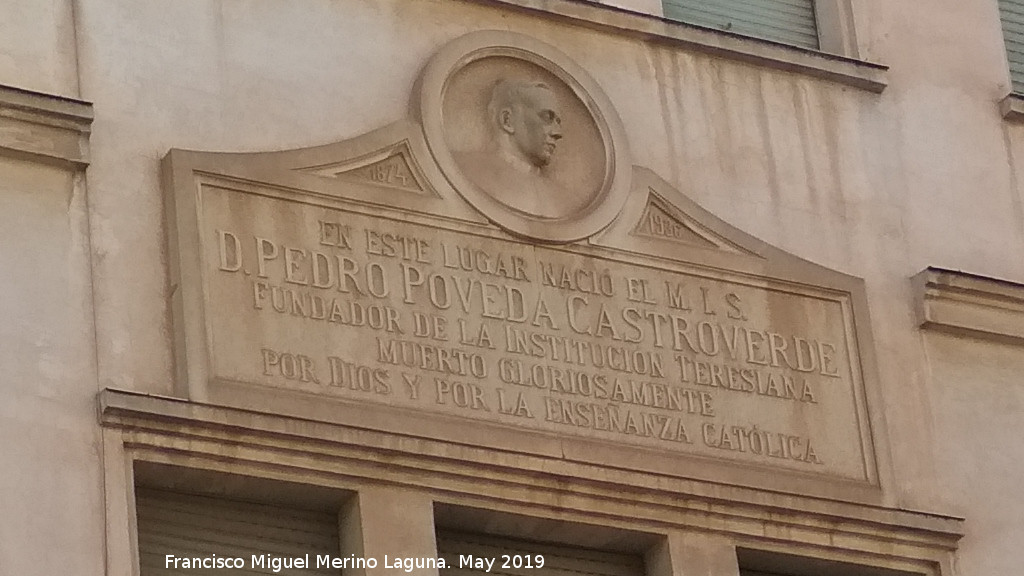 1874
1936
EN ESTE LUGAR NACIÓ EL M. I. S.
D. PEDRO POVEDA CASTROVERDE
FUNDADOR DE LA INSTITUCION TERESIANA
MUERTO GLORIOSAMENTE
POR DIOS Y POR LA ENSEÑANZA CATÓLICA
Francisco Miguel Merino Laguna. May 2019